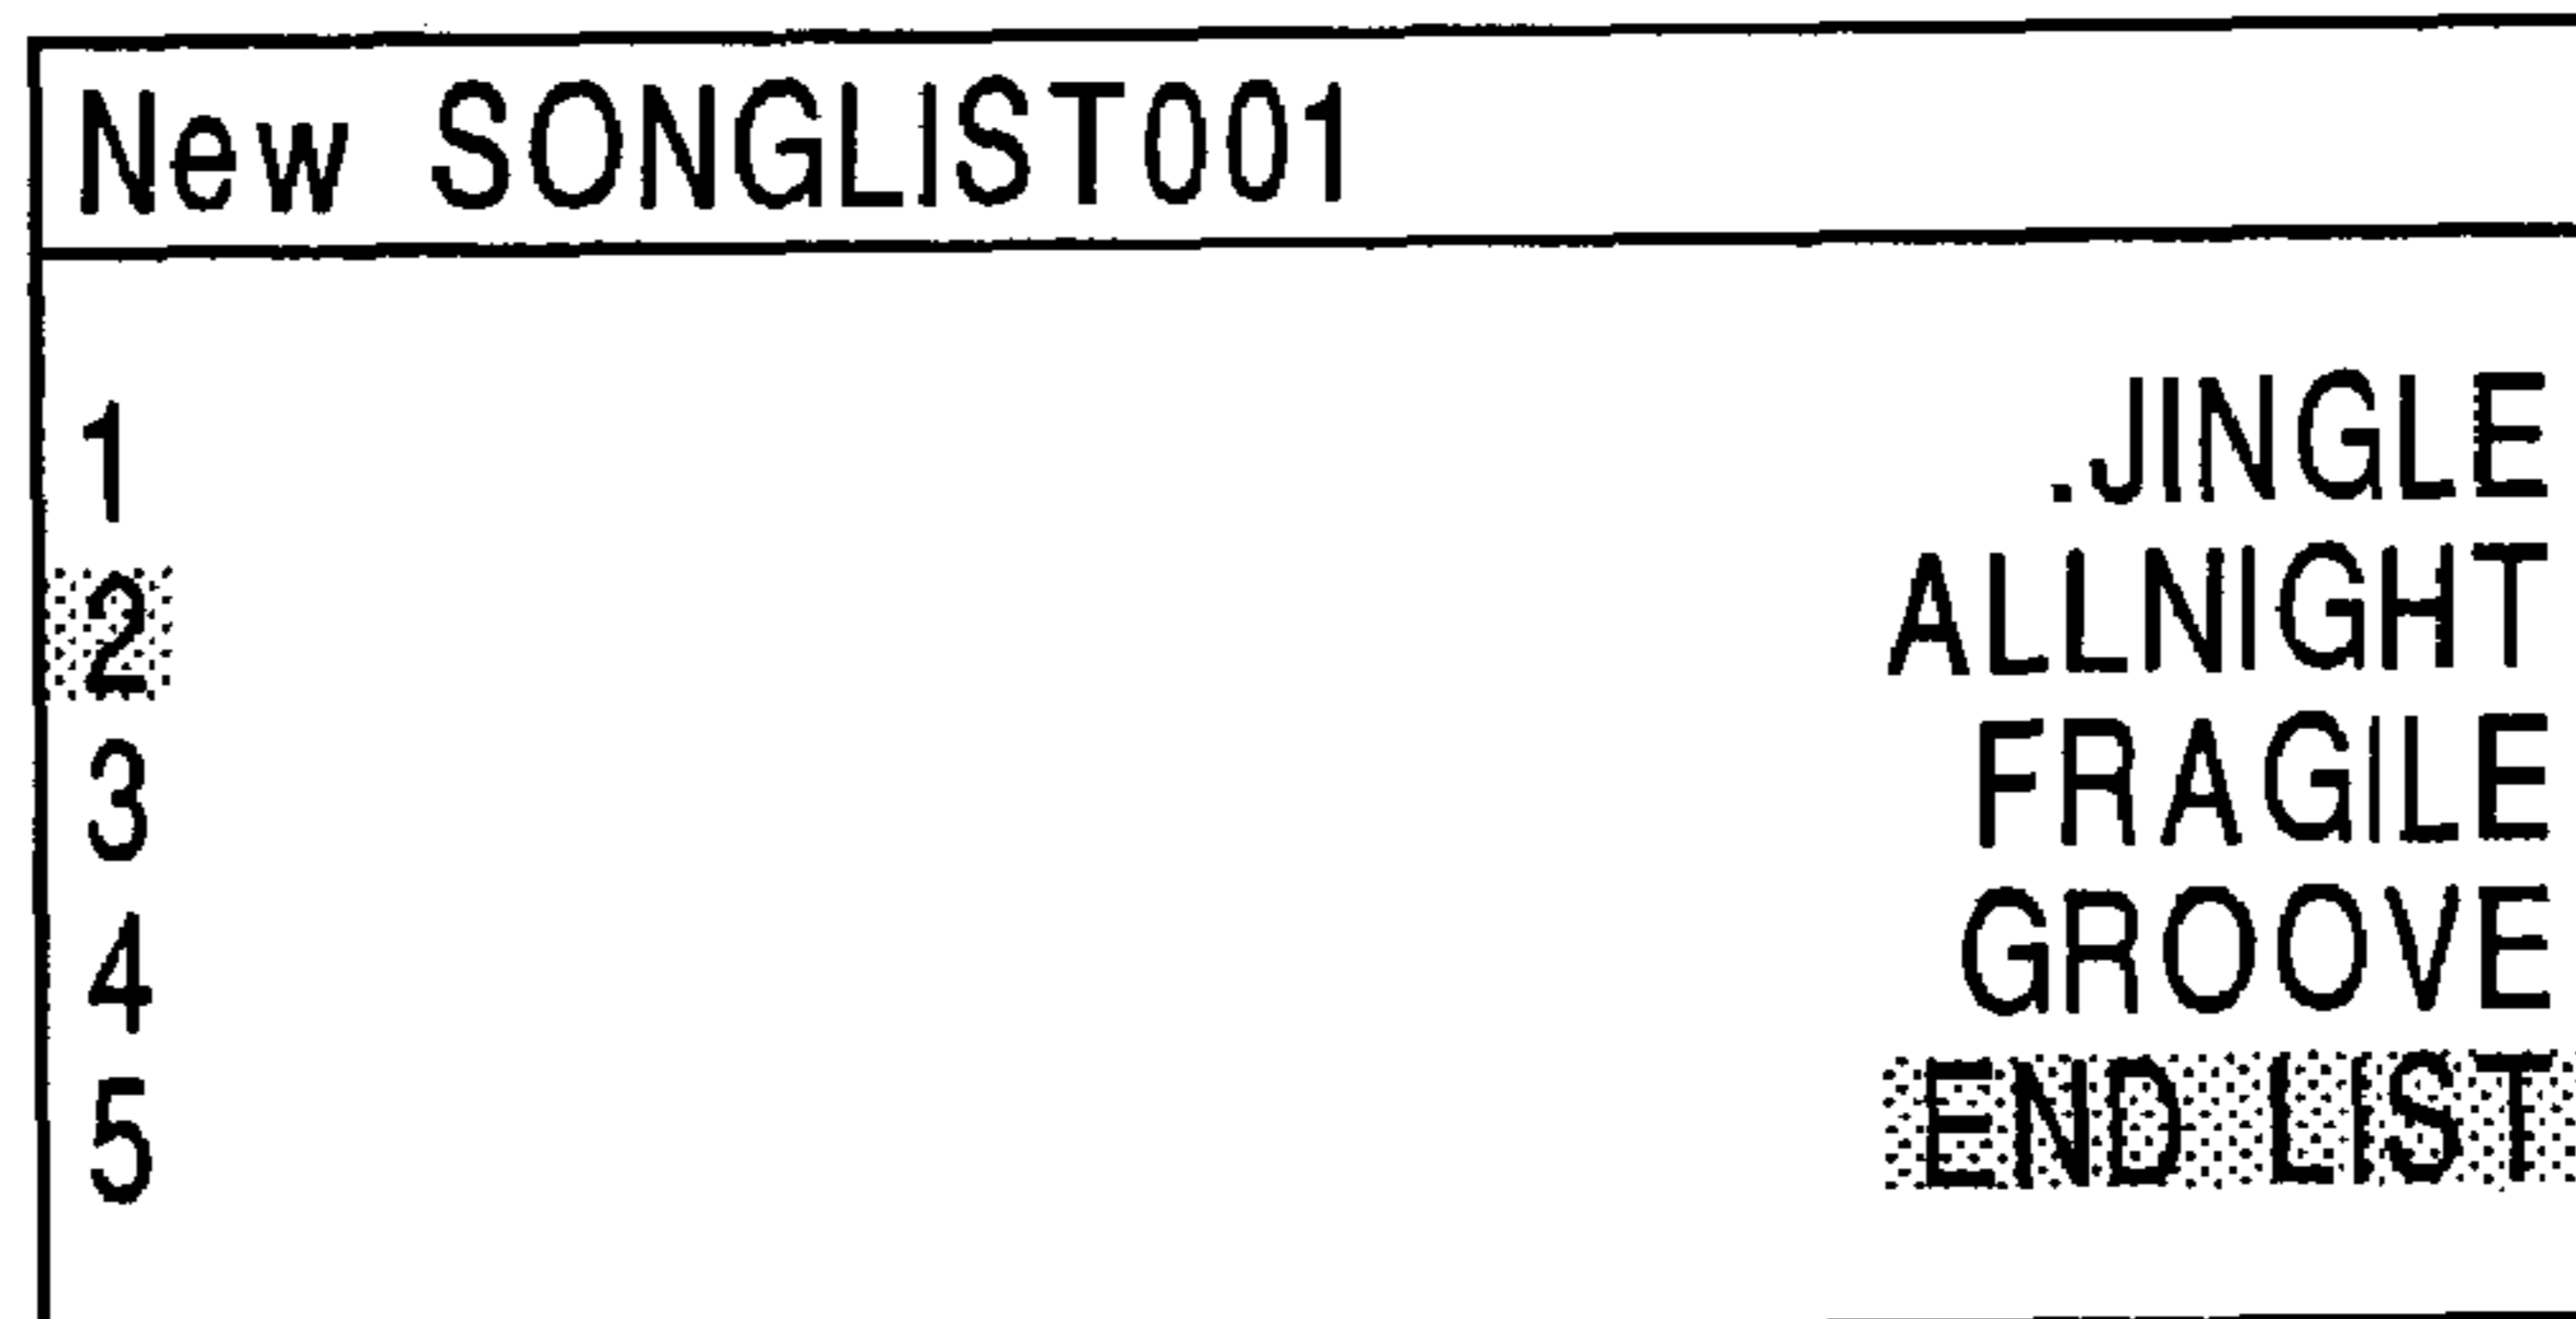 New SONGLIST001
1 .JINGLE
2 ALLNIGHT
3 FRAGILE
4 GROOVE
5 END LIST